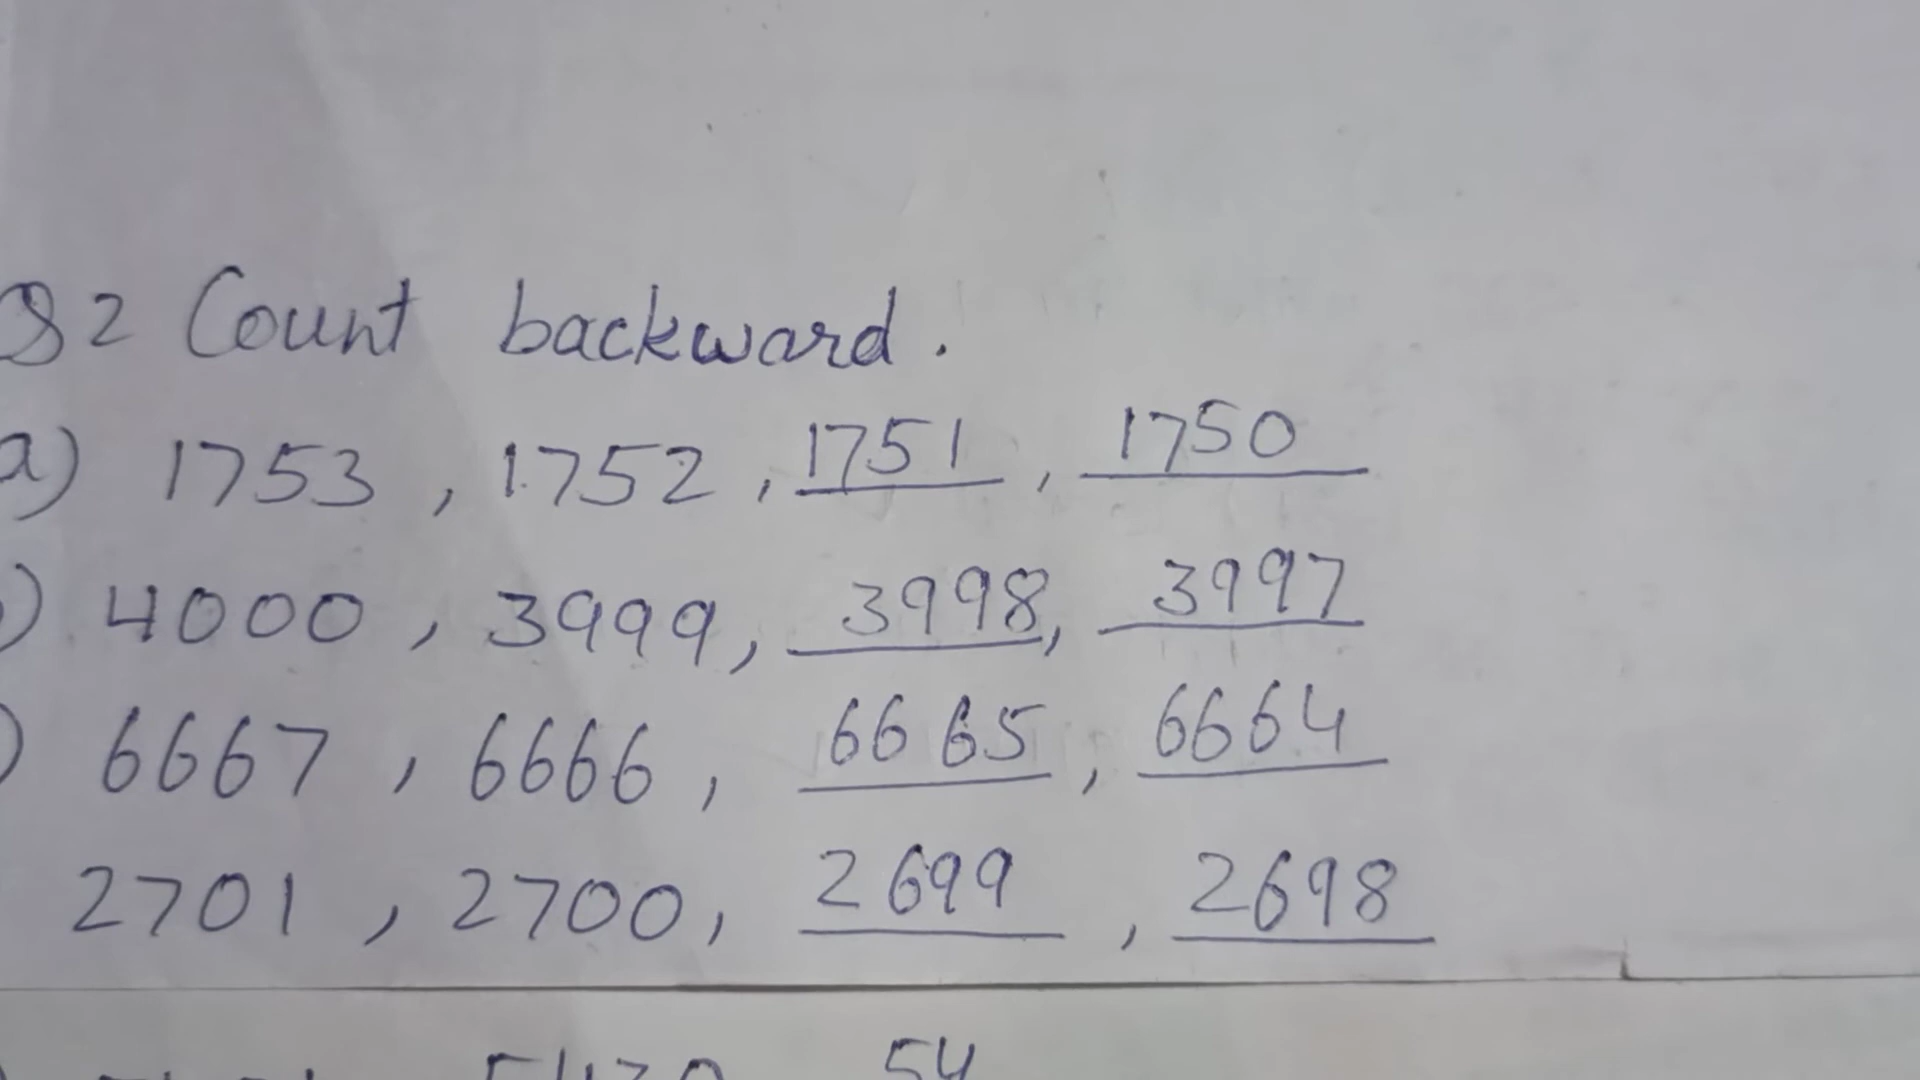 Q2 Count backward.
a) 1753, 1752, 1751, 1750
) 4000, 3999, 3998, 3997
) 6667, 6666, 6665, 6664
2701, 2700, 2699, 2698
54